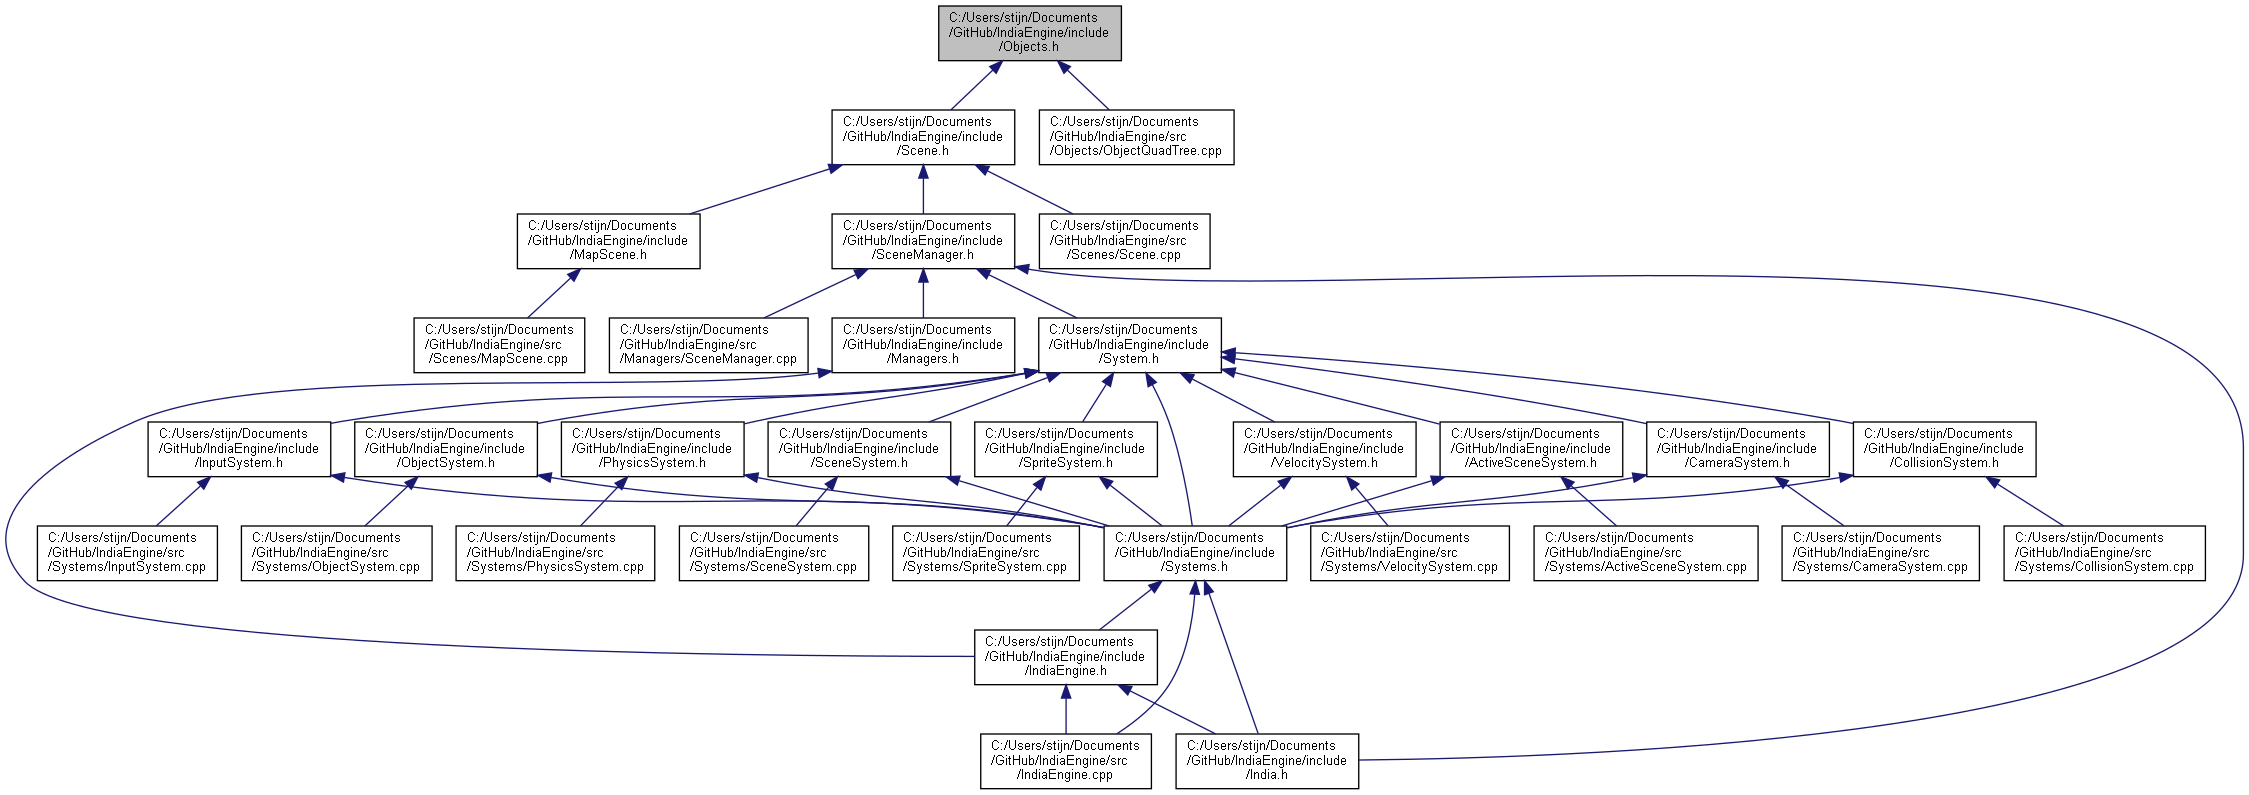 C:/Users/stijn/Documents
/GitHub/IndiaEngine/include
/Objects.h
C:/Users/stijn/Documents
/GitHub/IndiaEngine/include
/Scene.h
C:/Users/stijn/Documents
/GitHub/IndiaEngine/src
/Objects/ObjectQuadTree.cpp
C:/Users/stijn/Documents
/GitHub/IndiaEngine/include
/MapScene.h
C:/Users/stijn/Documents
/GitHub/IndiaEngine/include
/SceneManager.h
C:/Users/stijn/Documents
/GitHub/IndiaEngine/src
/Scenes/Scene.cpp
C:/Users/stijn/Documents
/GitHub/IndiaEngine/src
/Scenes/MapScene.cpp
C:/Users/stijn/Documents
/GitHub/IndiaEngine/src
/Managers/SceneManager.cpp
C:/Users/stijn/Documents
/GitHub/IndiaEngine/include
/Managers.h
C:/Users/stijn/Documents
/GitHub/IndiaEngine/include
/System.h
C:/Users/stijn/Documents
/GitHub/IndiaEngine/include
/InputSystem.h
C:/Users/stijn/Documents
/GitHub/IndiaEngine/include
/ObjectSystem.h
C:/Users/stijn/Documents
/GitHub/IndiaEngine/include
/PhysicsSystem.h
C:/Users/stijn/Documents
/GitHub/IndiaEngine/include
/SceneSystem.h
C:/Users/stijn/Documents
/GitHub/IndiaEngine/include
/SpriteSystem.h
C:/Users/stijn/Documents
/GitHub/IndiaEngine/include
/VelocitySystem.h
C:/Users/stijn/Documents
/GitHub/IndiaEngine/include
/ActiveSceneSystem.h
C:/Users/stijn/Documents
/GitHub/IndiaEngine/include
/CameraSystem.h
C:/Users/stijn/Documents
/GitHub/IndiaEngine/include
/CollisionSystem.h
C:/Users/stijn/Documents
/GitHub/IndiaEngine/src
/Systems/InputSystem.cpp
C:/Users/stijn/Documents
/GitHub/IndiaEngine/src
/Systems/ObjectSystem.cpp
C:/Users/stijn/Documents
/GitHub/IndiaEngine/src
/Systems/PhysicsSystem.cpp
C:/Users/stijn/Documents
/GitHub/IndiaEngine/src
/Systems/SceneSystem.cpp
C:/Users/stijn/Documents
/GitHub/IndiaEngine/src
/Systems/SpriteSystem.cpp
C:/Users/stijn/Documents
/GitHub/IndiaEngine/include
/Systems.h
C:/Users/stijn/Documents
/GitHub/IndiaEngine/src
/Systems/VelocitySystem.cpp
C:/Users/stijn/Documents
/GitHub/IndiaEngine/src
/Systems/ActiveSceneSystem.cpp
C:/Users/stijn/Documents
/GitHub/IndiaEngine/src
/Systems/CameraSystem.cpp
C:/Users/stijn/Documents
/GitHub/IndiaEngine/src
/Systems/CollisionSystem.cpp
C:/Users/stijn/Documents
/GitHub/IndiaEngine/include
/IndiaEngine.h
C:/Users/stijn/Documents
/GitHub/IndiaEngine/src
/IndiaEngine.cpp
C:/Users/stijn/Documents
/GitHub/IndiaEngine/include
/India.h